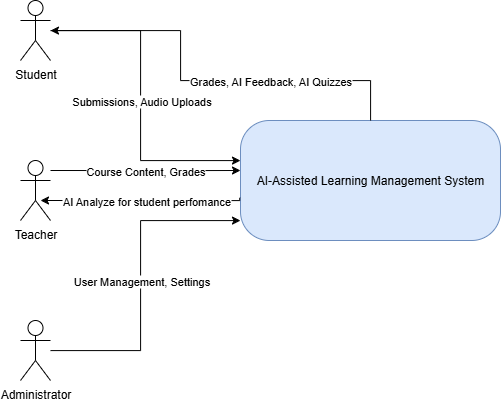 Student
Grades, AI Feedback, AI Quizzes
Submissions, Audio Uploads
AI-Assisted Learning Management System
Course Content, Grades
AI Analyze for student perfomance
Teacher
User Management, Settings
Administrator